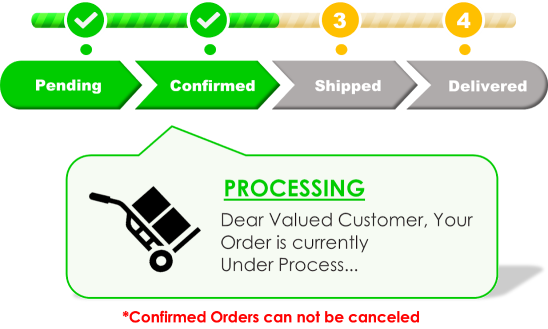 3 4
Pending Confirmed Shipped Delivered
PROCESSING
Dear Valued Customer, Your
Order is currently
Under Process...
*Confirmed Orders can not be canceled